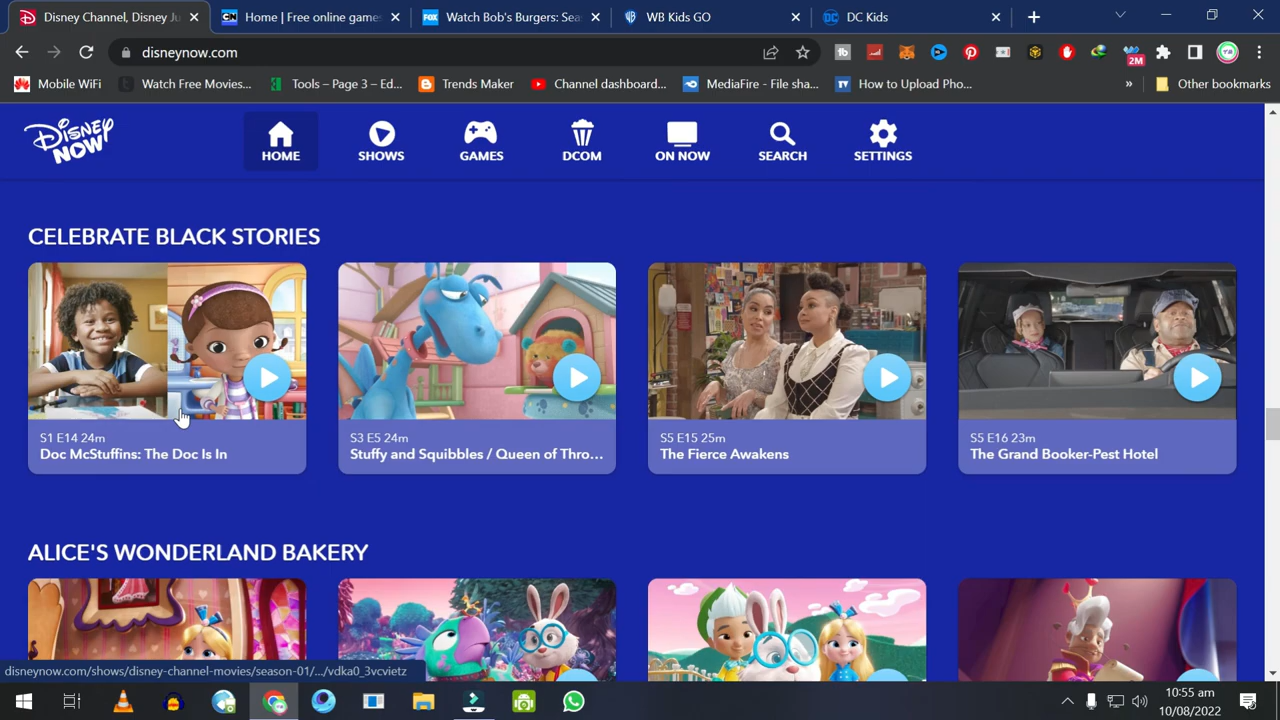 Disney Channel, Disney Ju
Home | Free online game
Watch Bob's Burgers: Sea
WB Kids GO
DC Kids
disneynow.com
2M
Mobile WiFi
Watch Free Movies...
Tools – Page 3 – Ed...
Trends Maker
Channel dashboard...
MediaFire - File sha...
How to Upload Pho...
»
Other bookmarks
Disney NOW
HOME
SHOWS
GAMES
DCOM
ON NOW
SEARCH
SETTINGS
CELEBRATE BLACK STORIES
S1 E14 24m
Doc McStuffins: The Doc Is In
S3 E5 24m
Stuffy and Squibbles / Queen of Thro...
S5 E15 25m
The Fierce Awakens
S5 E16 23m
The Grand Booker-Pest Hotel
ALICE'S WONDERLAND BAKERY
disneynow.com/shows/disney-channel-movies/season-01/.../vdka0_3vcvietz
10:55 am
10/08/2022